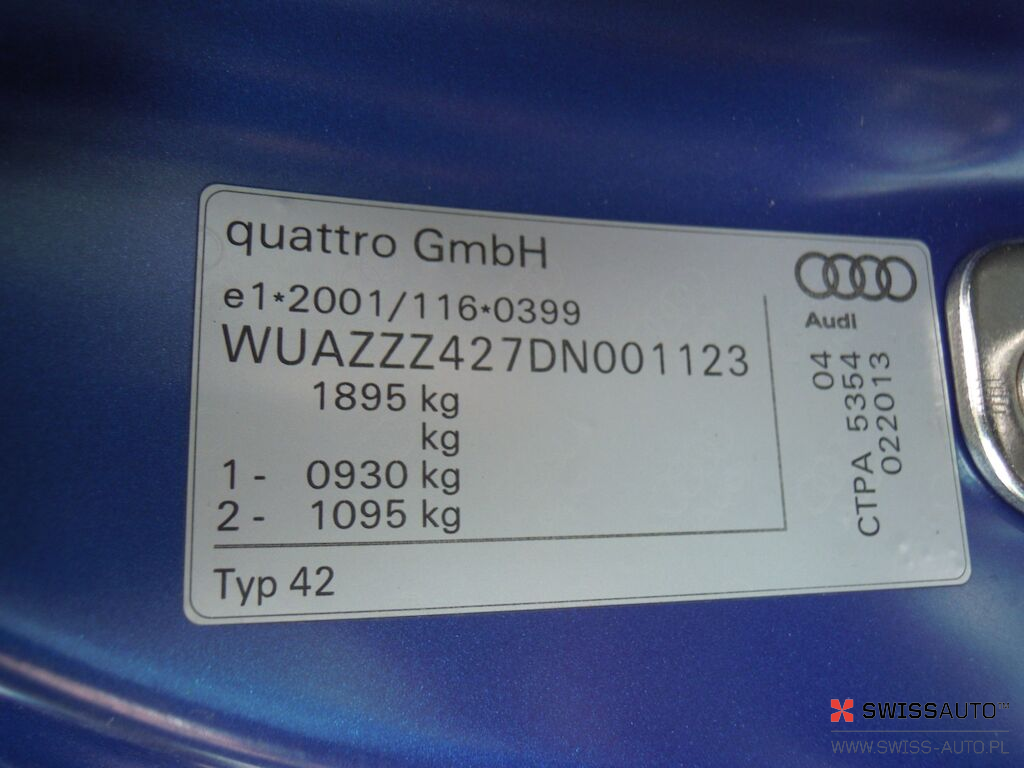 quattro GmbH
e1*2001/116*0399
WUAZZZ427DN001123
1895 kg
kg
1 - 0930 kg
2 - 1095 kg
Typ 42
Audi
04
CTPA 5354
022013
SWISSAUTO™
WWW.SWISS-AUTO.PL